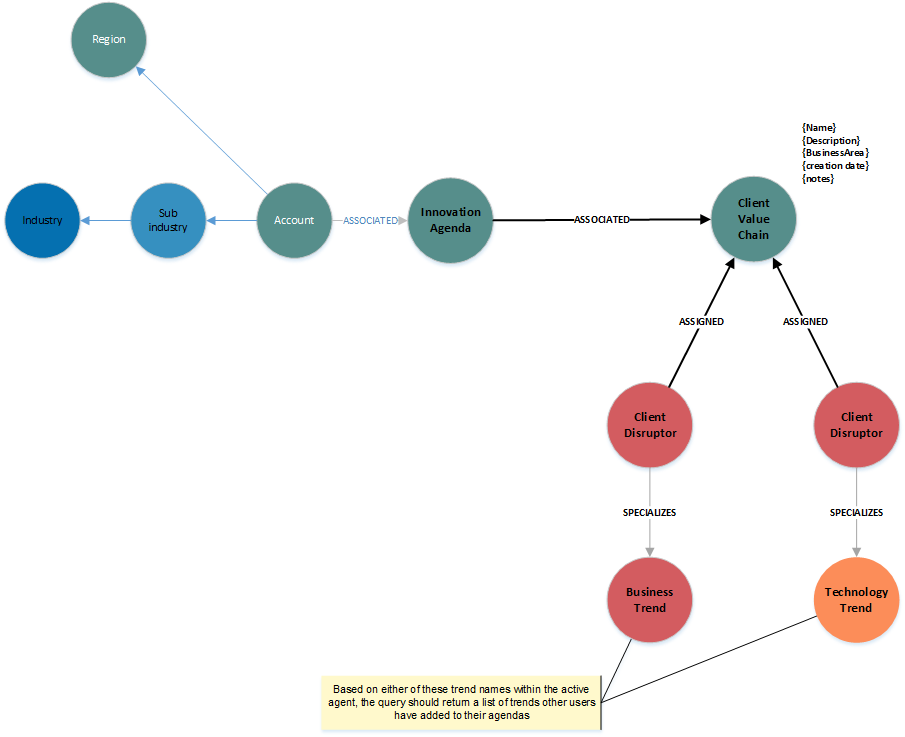 Region
{Name}
{Description}
{BusinessArea}
{creation date}
{notes}
Industry
Sub
industry
Account
ASSOCIATED
Innovation
Agenda
ASSOCIATED
Client
Value
Chain
ASSIGNED
ASSIGNED
Client
Disruptor
Client
Disruptor
SPECIALIZES
SPECIALIZES
Business
Trend
Technology
Trend
Based on either of these trend names within the active
agent, the query should return a list of trends other users
have added to their agendas